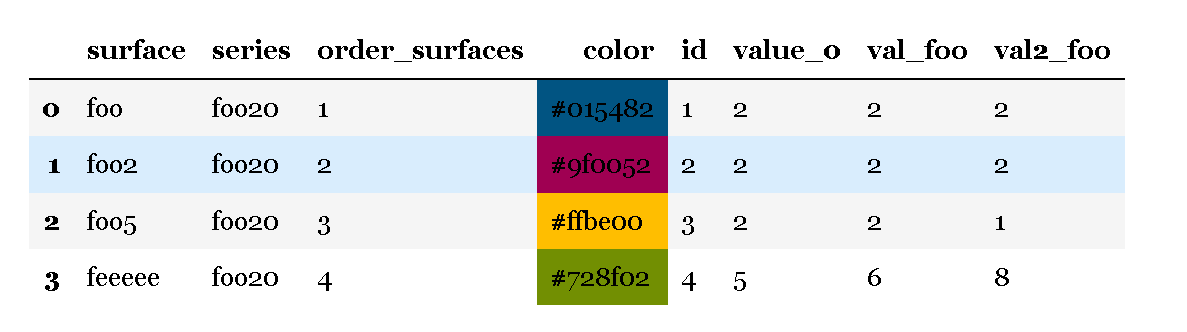 surface series order_surfaces color id value_0 val_foo val2_foo
0 foo foo20 1 #015482 1 2 2 2
1 foo2 foo20 2 #9f0052 2 2 2 2
2 foo5 foo20 3 #ffbe00 3 2 2 1
3 feeeee foo20 4 #728f02 4 5 6 8